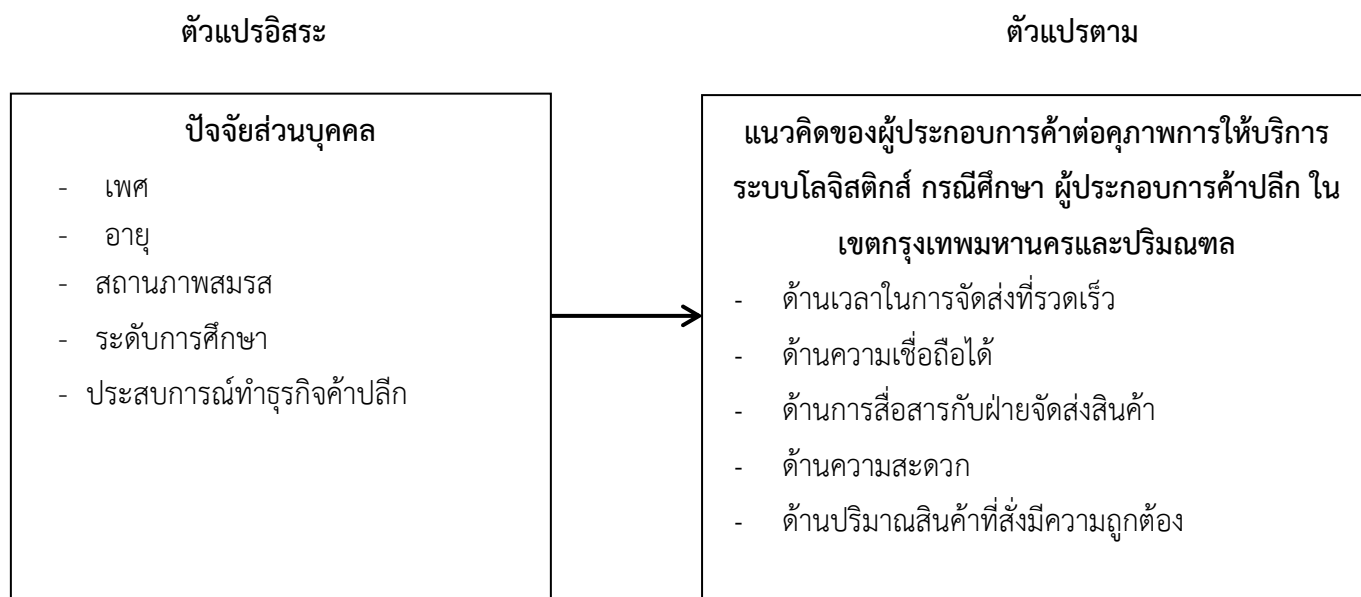 ตัวแปรอิสระ
ตัวแปรตาม
ปัจจัยส่วนบุคคล
- เพศ
- อายุ
- สถานภาพสมรส
- ระดับการศึกษา
- ประสบการณ์ทำธุรกิจค้าปลีก
แนวคิดของผู้ประกอบการค้าต่อคุภาพการให้บริการ
ระบบโลจิสติกส์ กรณีศึกษา ผู้ประกอบการค้าปลีก ใน
เขตกรุงเทพมหานครและปริมณฑล
- ด้านเวลาในการจัดส่งที่รวดเร็ว
- ด้านความเชื่อถือได้
- ด้านการสื่อสารกับฝ่ายจัดส่งสินค้า
- ด้านความสะดวก
- ด้านปริมาณสินค้าที่สั่งมีความถูกต้อง